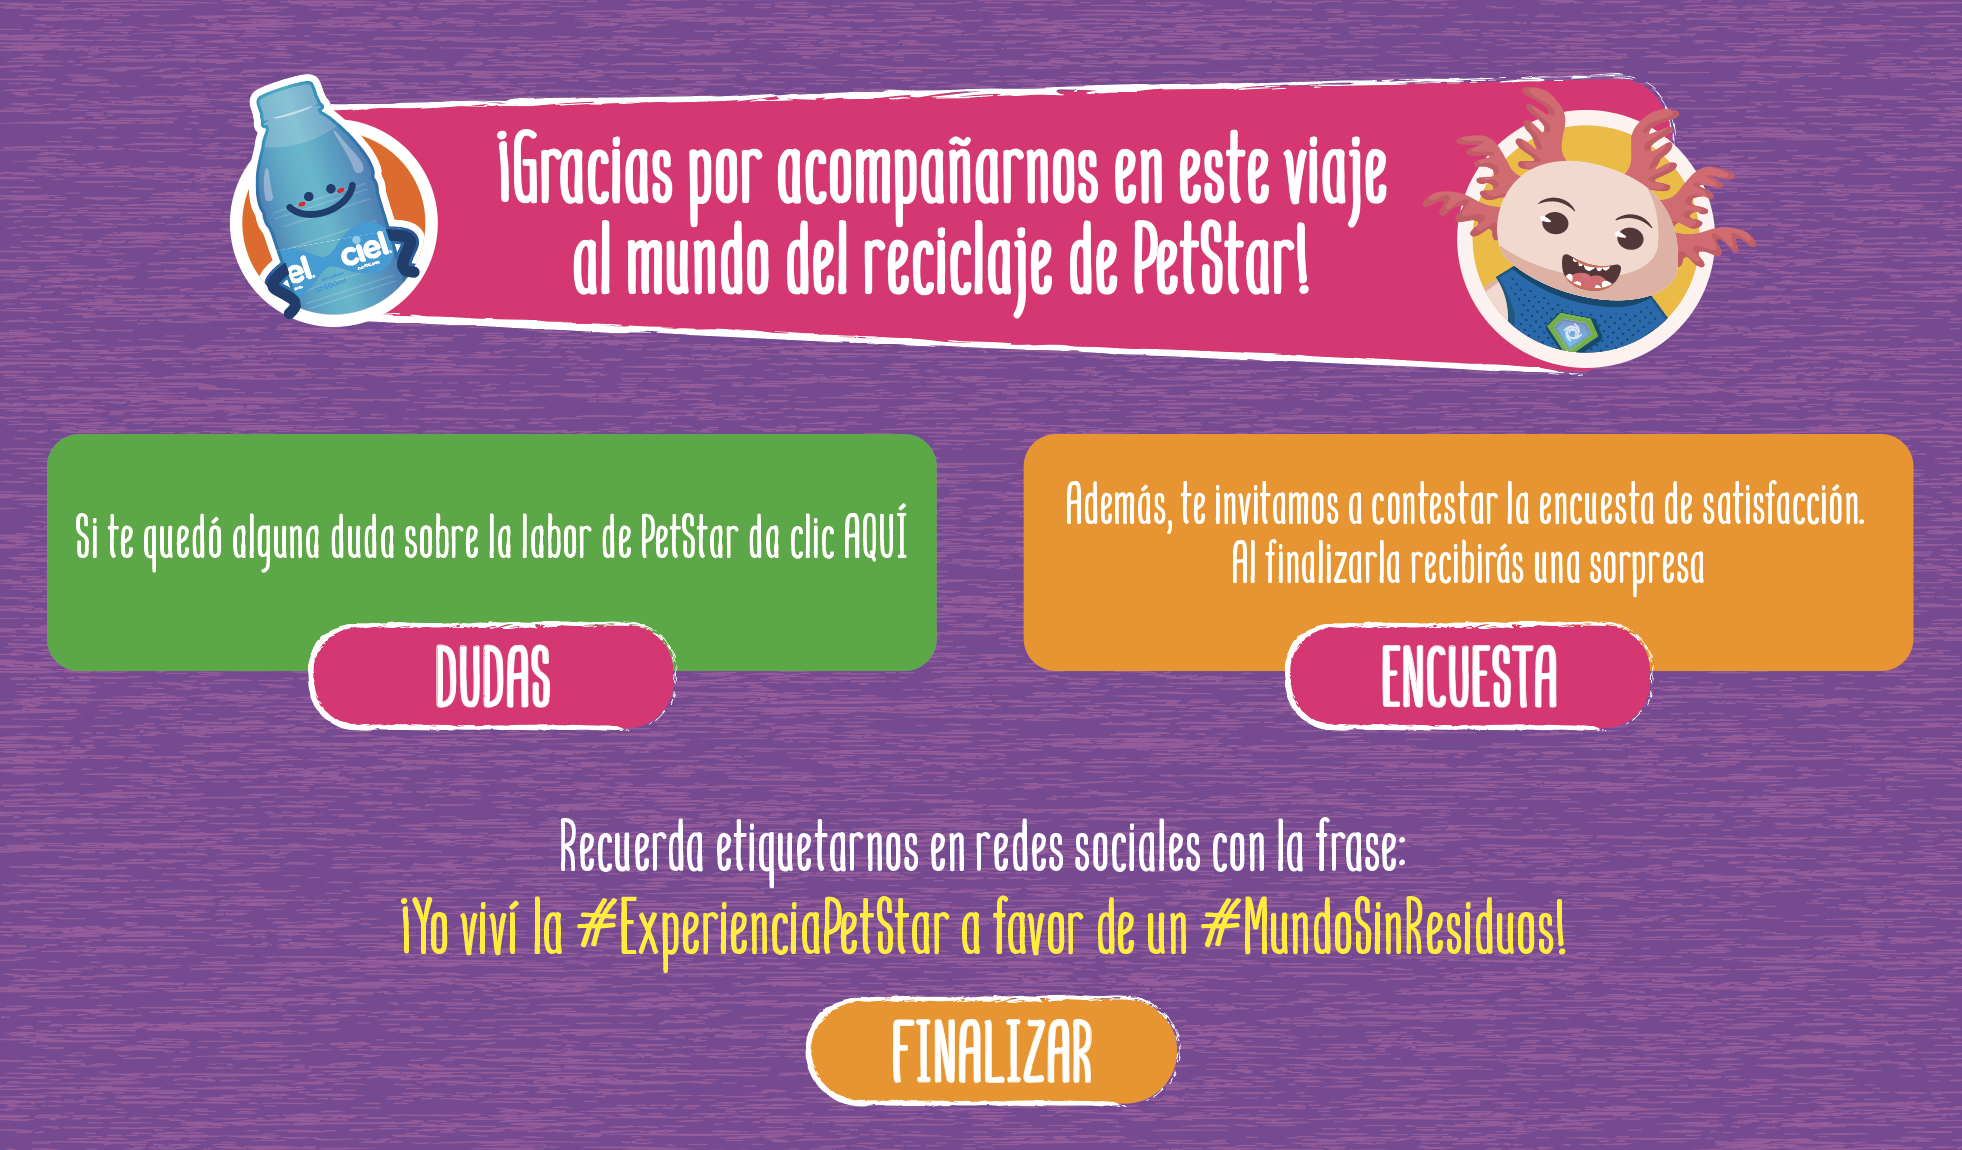 ¡Gracias por acompañarnos en este viaje
al mundo del reciclaje de PetStar!
el.
ciel.
600ml
Si te quedó alguna duda sobre la labor de PetStar da clic AQUÍ
DUDAS
Además, te invitamos a contestar la encuesta de satisfacción.
Al finalizarla recibirás una sorpresa
ENCUESTA
Recuerda etiquetarnos en redes sociales con la frase:
¡Yo viví la #ExperienciaPetStar a favor de un #MundoSinResiduos!
FINALIZAR